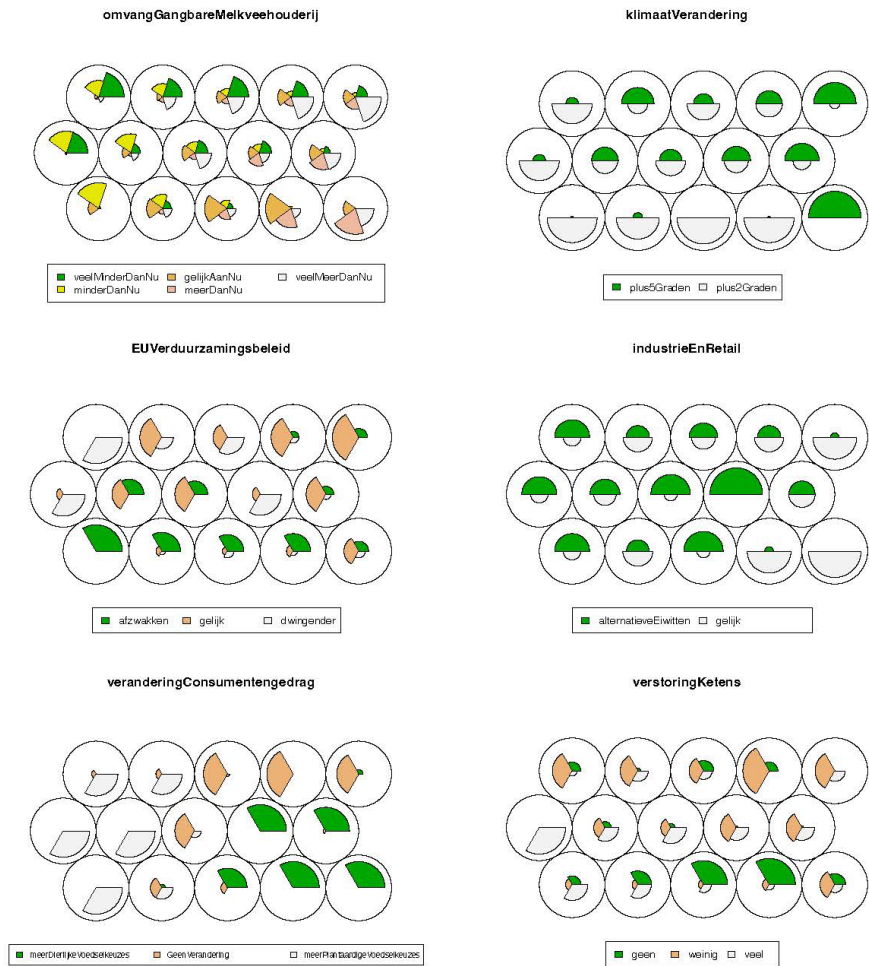 omvangGangbareMelkveehouderij
klimaatVerandering
veelMinderDanNu gelijkAanNu veelMeerDanNu
minderDanNu meerDanNu
plus5Graden plus2Graden
EUVerduurzamingsbeleid
industrieEnRetail
afzwakken gelijk dwingender
alternatieveEiwitten gelijk
veranderingConsumentengedrag
verstoringKetens
meerDierlijkeVoedselkeuzes GeenVerandering meerPlantaardigeVoedselkeuzes
geen weinig veel